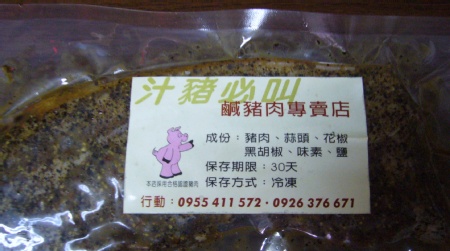 汁豬必叫
鹹豬肉專賣店
成份：豬肉、蒜頭、花椒
黑胡椒、味素、鹽
保存期限：30天
保存方式：冷凍
行動：0955 411 572・0926 376 671